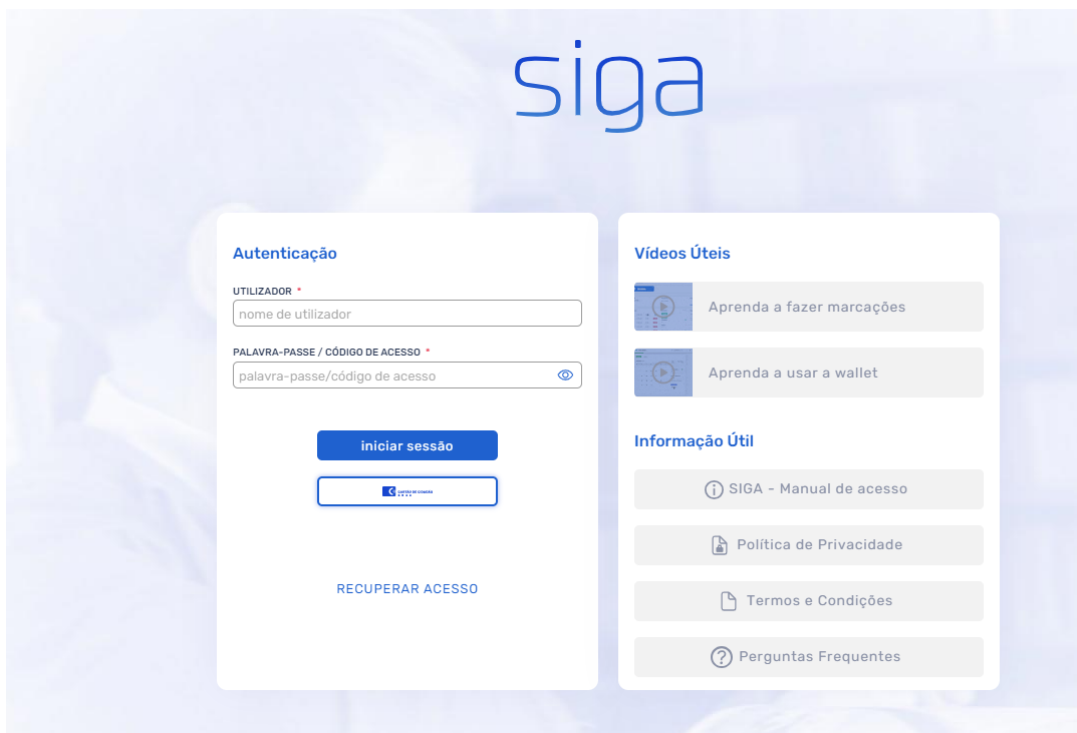 siga
Autenticação
UTILIZADOR *
nome de utilizador
PALAVRA-PASSE / CÓDIGO DE ACESSO *
palavra-passe/código de acesso
iniciar sessão
RECUPERAR ACESSO
Vídeos Úteis
Aprenda a fazer marcações
Aprenda a usar a wallet
Informação Útil
SIGA - Manual de acesso
Política de Privacidade
Termos e Condições
Perguntas Frequentes